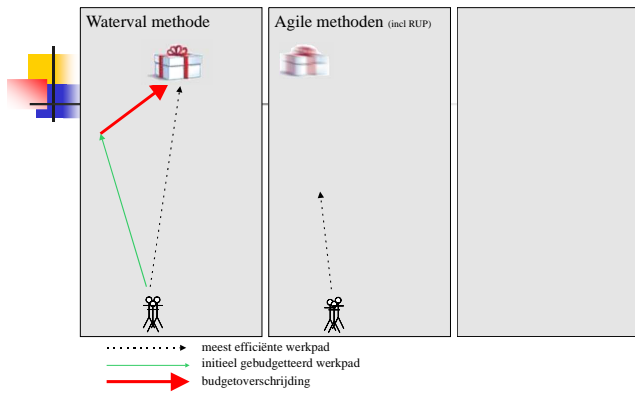 Waterval methode
Agile methoden (incl RUP)
meest efficiënte werkpad
initieel gebudgetteerd werkpad
budgetoverschrijding